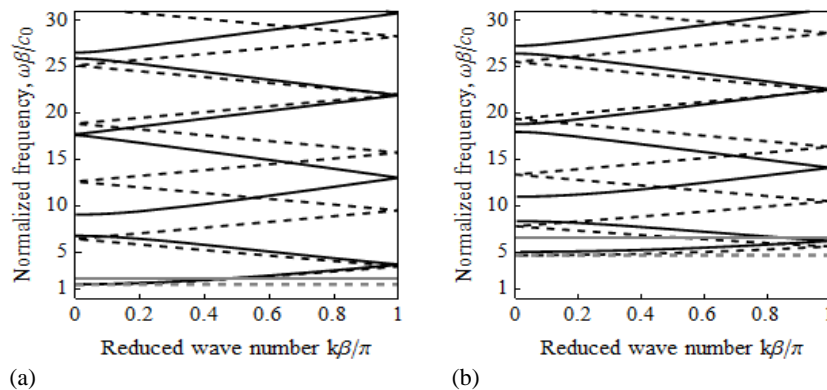 30
25
20
15
10
5
1
Normalized frequency, ωβ/c₀
0 0.2 0.4 0.6 0.8 1
Reduced wave number kβ/π
(a)
30
25
20
15
10
5
1
Normalized frequency, ωβ/c₀
0 0.2 0.4 0.6 0.8 1
Reduced wave number kβ/π
(b)